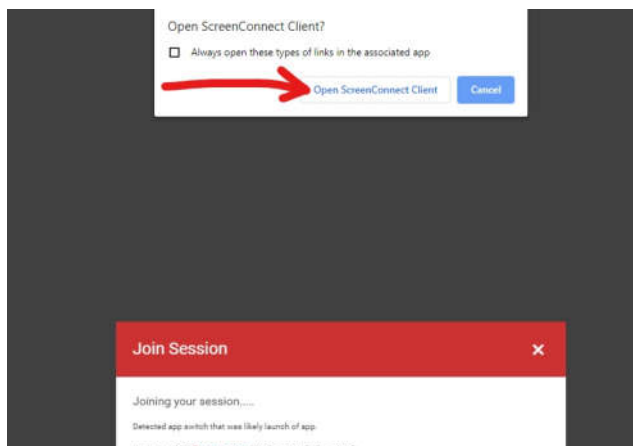 Open ScreenConnect Client?
Always open these types of links in the associated app
Open ScreenConnect Client
Cancel
Join Session
Joining your session.....
Detected app switch that was likely launch of app.